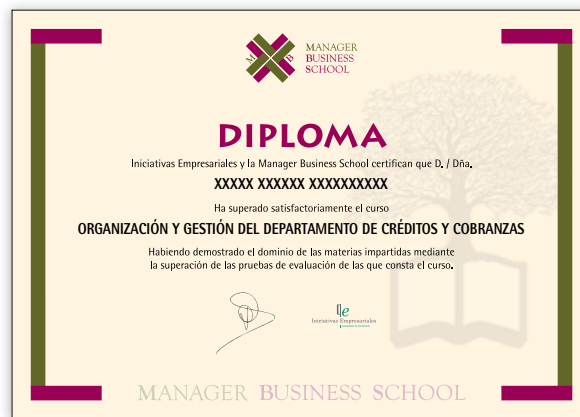 M B
MANAGER
BUSINESS
SCHOOL
DIPLOMA
Iniciativas Empresariales y la Manager Business School certifican que D. / Dña.
XXXXX XXXXXX XXXXXXXXXX
Ha superado satisfactoriamente el curso
ORGANIZACIÓN Y GESTIÓN DEL DEPARTAMENTO DE CRÉDITOS Y COBRANZAS
Habiendo demostrado el dominio de las materias impartidas mediante
la superación de las pruebas de evaluación de las que consta el curso.
Iniciativas Empresariales
MANAGER BUSINESS SCHOOL